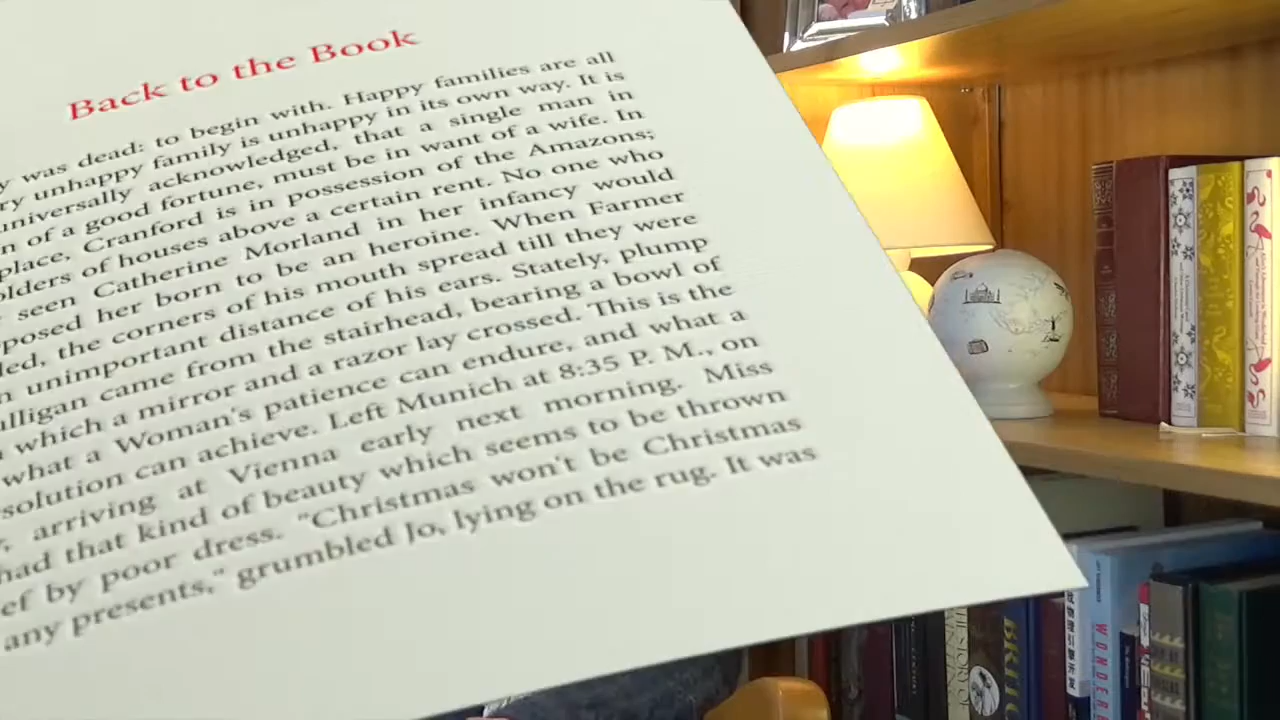 Back to the Book
y was dead: to begin with. Happy families are all
ry unhappy family is unhappy in its own way. It is
universally acknowledged, that a single man in
n of a good fortune, must be in want of a wife. In
place, Cranford is in possession of the Amazons;
olders of houses above a certain rent. No one who
seen Catherine Morland in her infancy would
posed her born to be an heroine. When Farmer
led, the corners of his mouth spread till they were
n unimportant distance of his ears. Stately, plump
ulligan came from the stairhead, bearing a bowl of
which a mirror and a razor lay crossed. This is the
what a Woman's patience can endure, and what a
solution can achieve. Left Munich at 8:35 P. M., on
, arriving at Vienna early next morning. Miss
had that kind of beauty which seems to be thrown
ef by poor dress. "Christmas won't be Christmas
any presents," grumbled Jo, lying on the rug. It was
WONDER
物理引擎开发